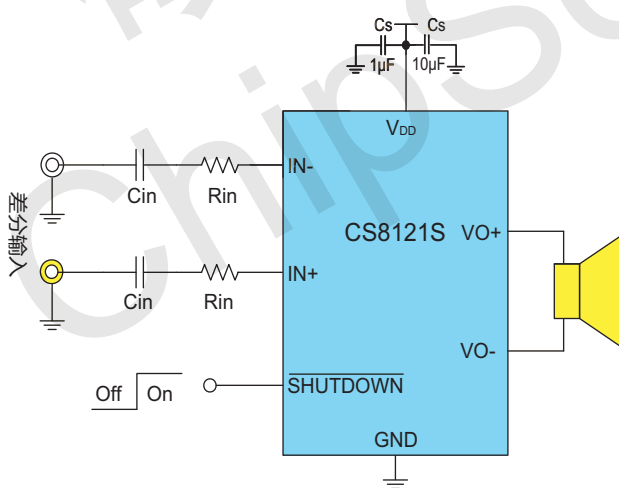 Cs Cs
1μF 10μF
VDD
IN-
Cin Rin
CS8121S
VO+
差分输入
IN+
Cin Rin
VO-
Off On
SHUTDOWN
GND